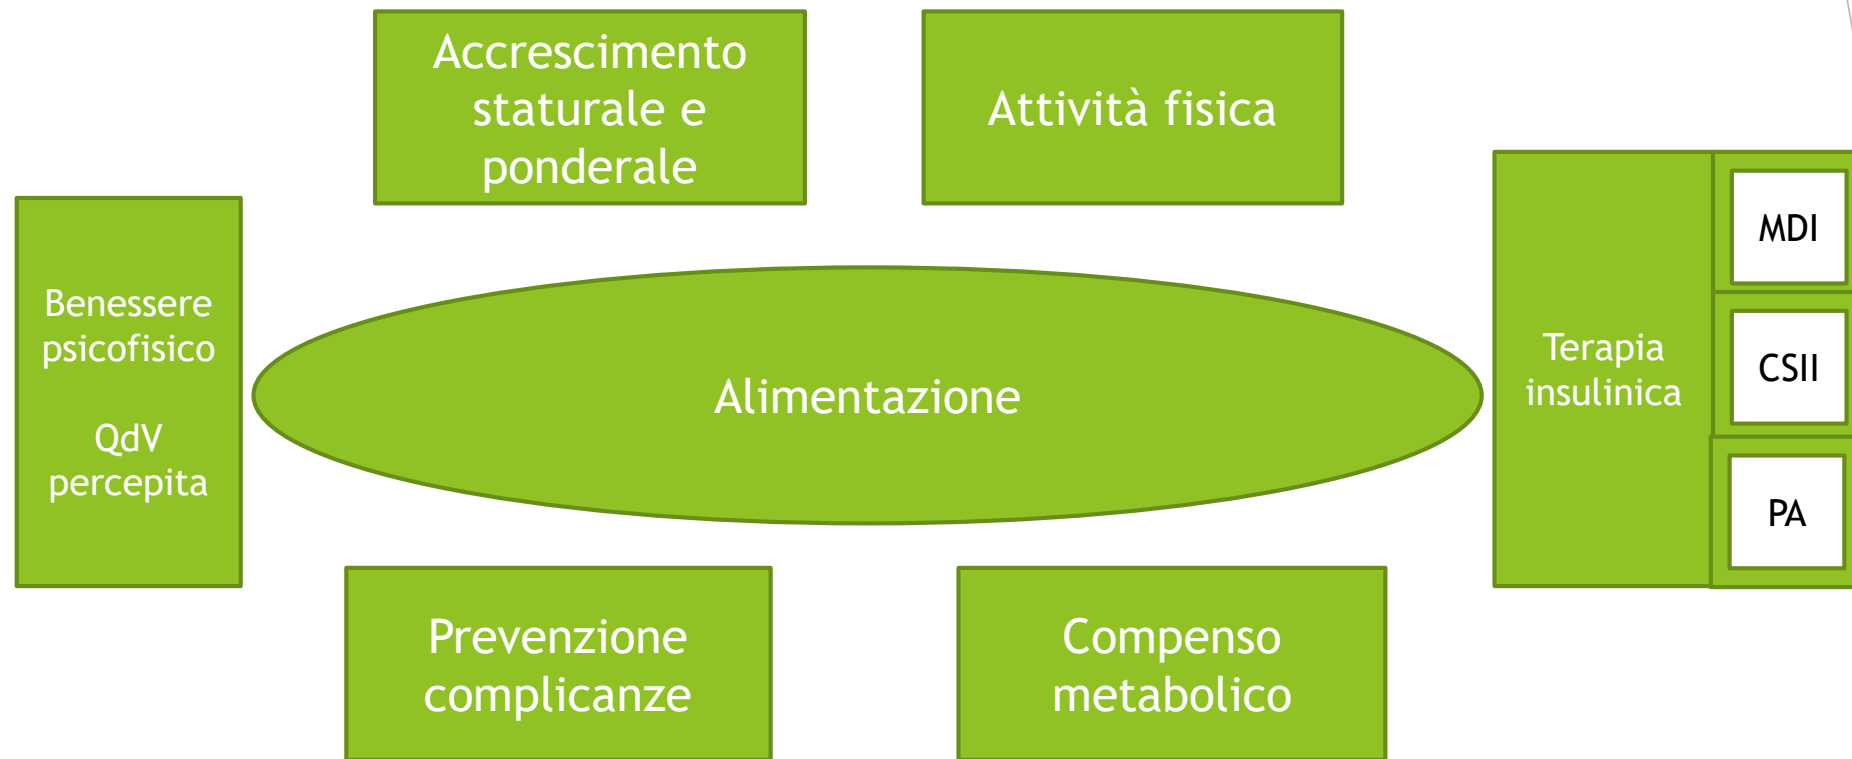 Accrescimento
staturale e
ponderale
Attività fisica
Benessere
psicofisico
QdV
percepita
Alimentazione
Terapia
insulinica
MDI
CSII
PA
Prevenzione
complicanze
Compenso
metabolico